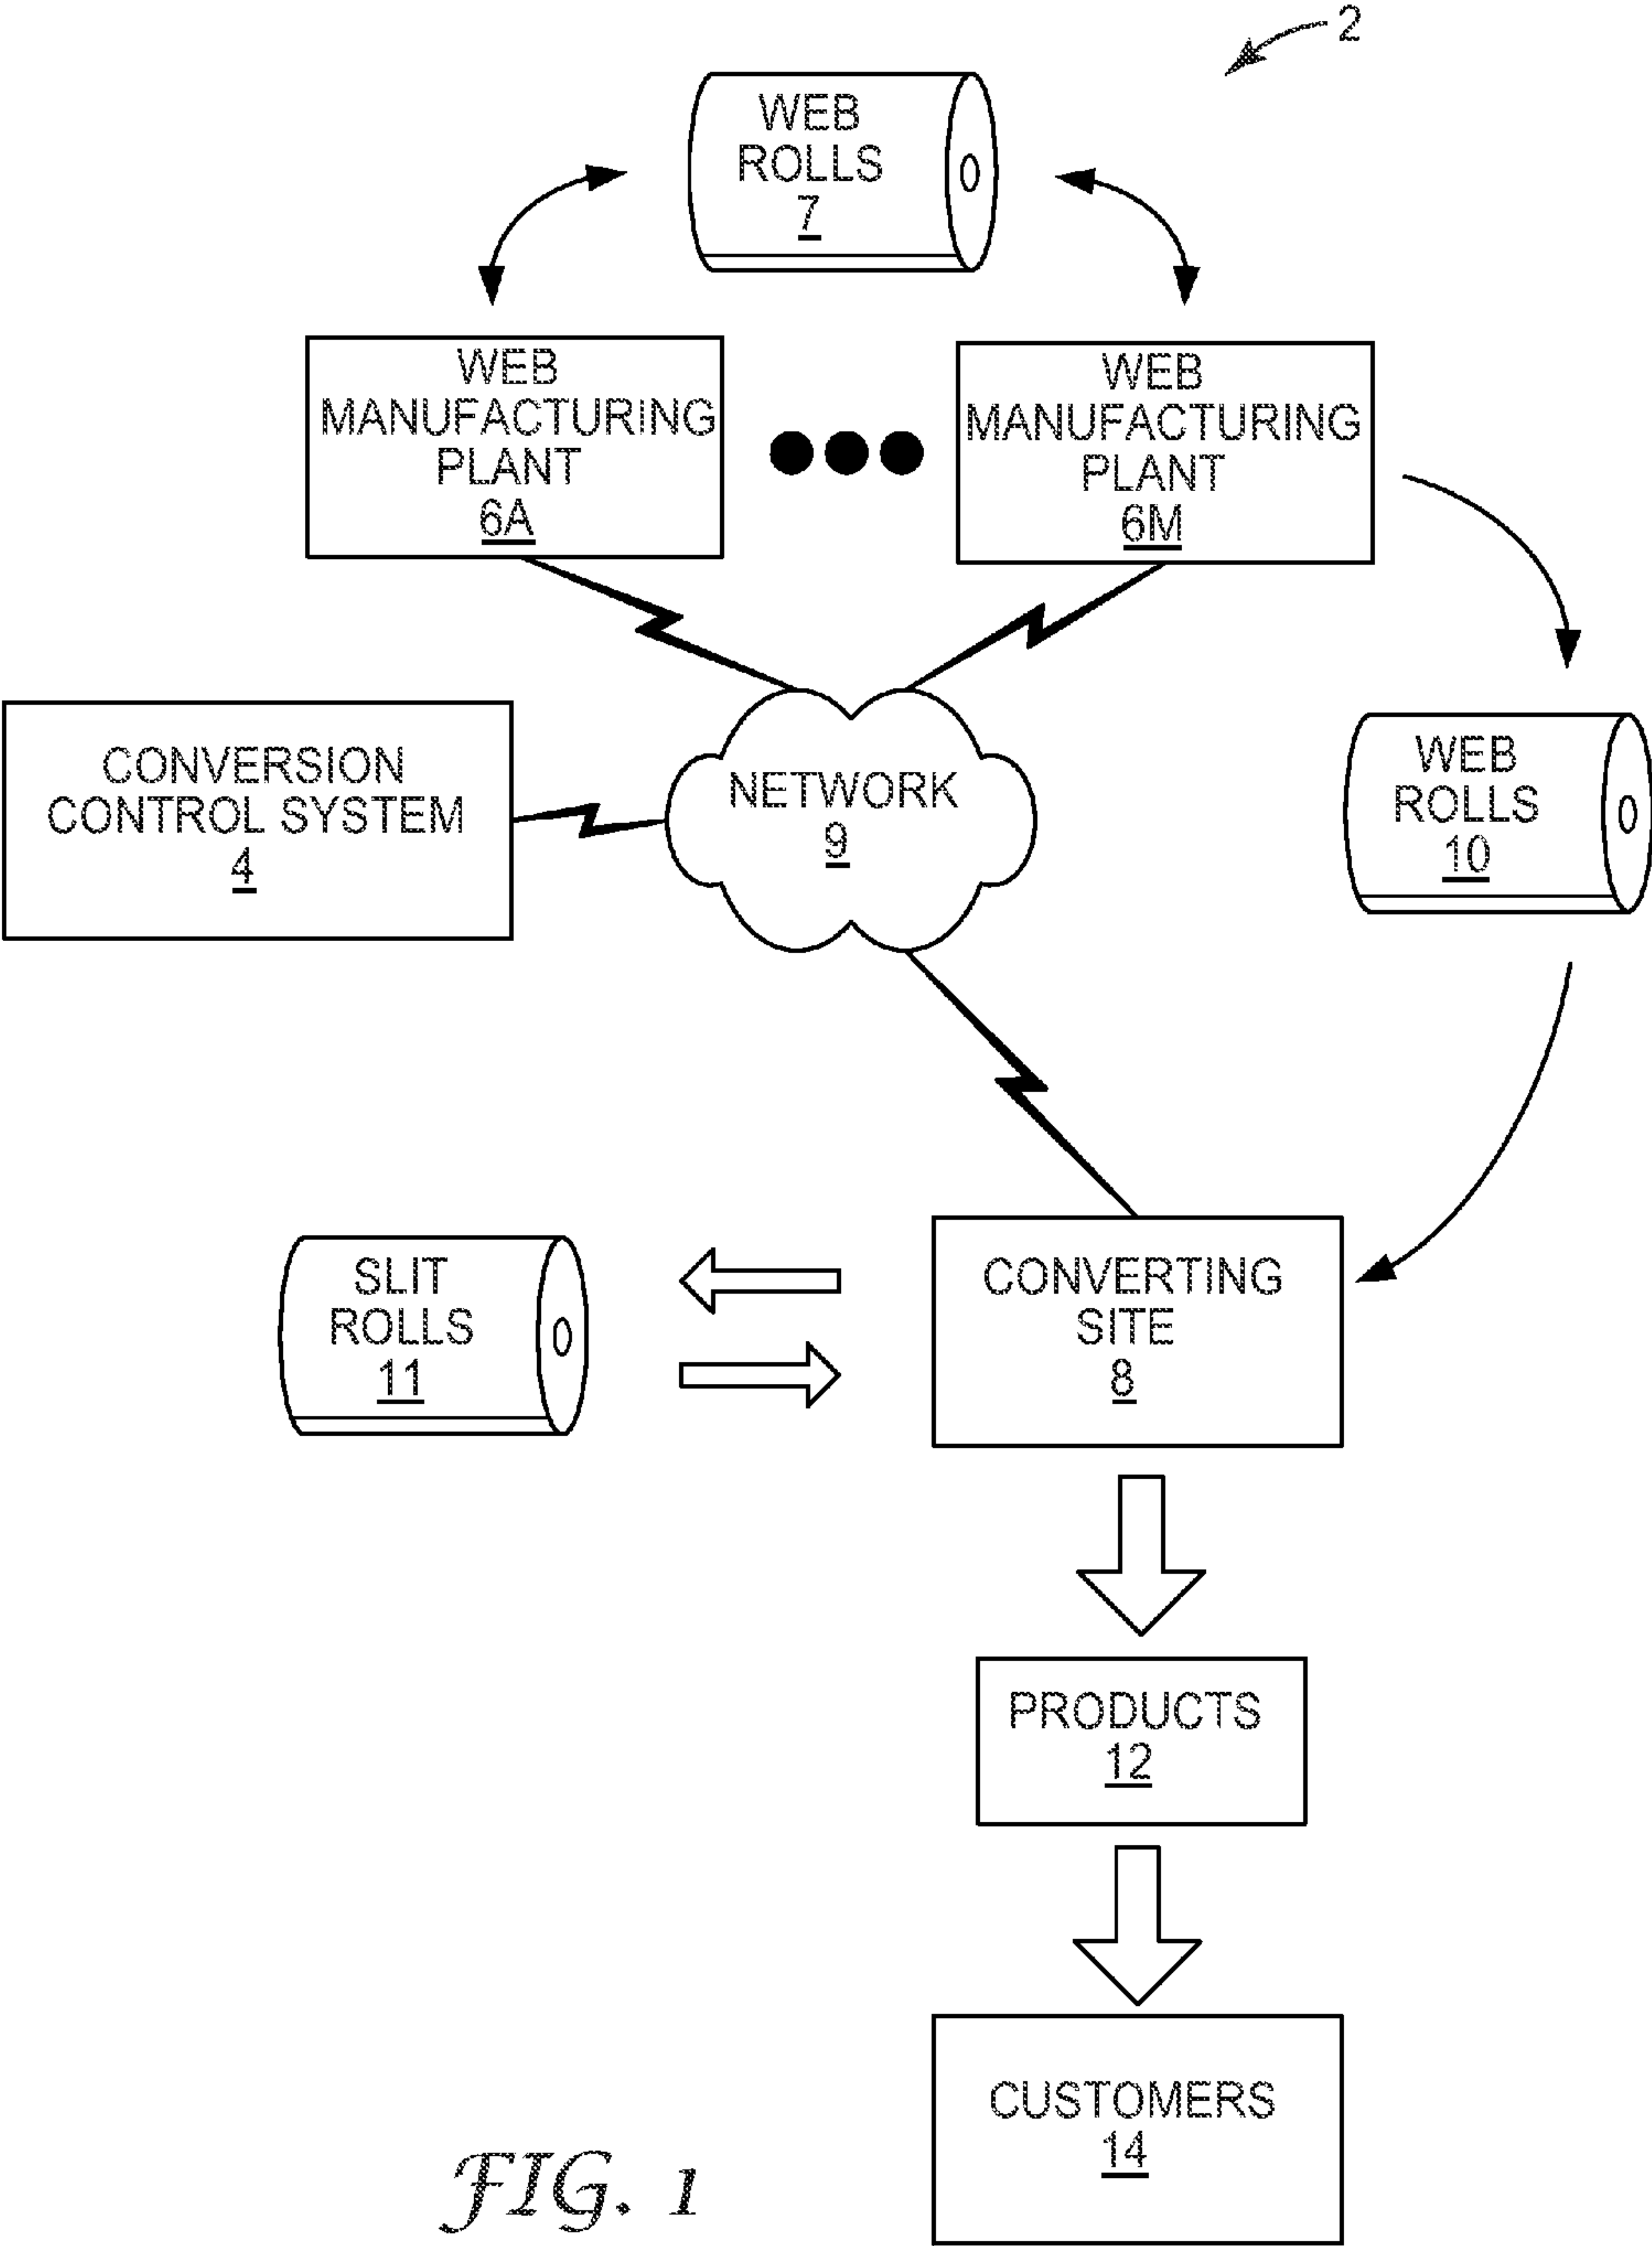 2
WEB
ROLLS
7
WEB
MANUFACTURING
PLANT
6A
WEB
MANUFACTURING
PLANT
6M
CONVERSION
CONTROL SYSTEM
4
NETWORK
9
WEB
ROLLS
10
SLIT
ROLLS
11
CONVERTING
SITE
8
PRODUCTS
12
CUSTOMERS
14
FIG. 1